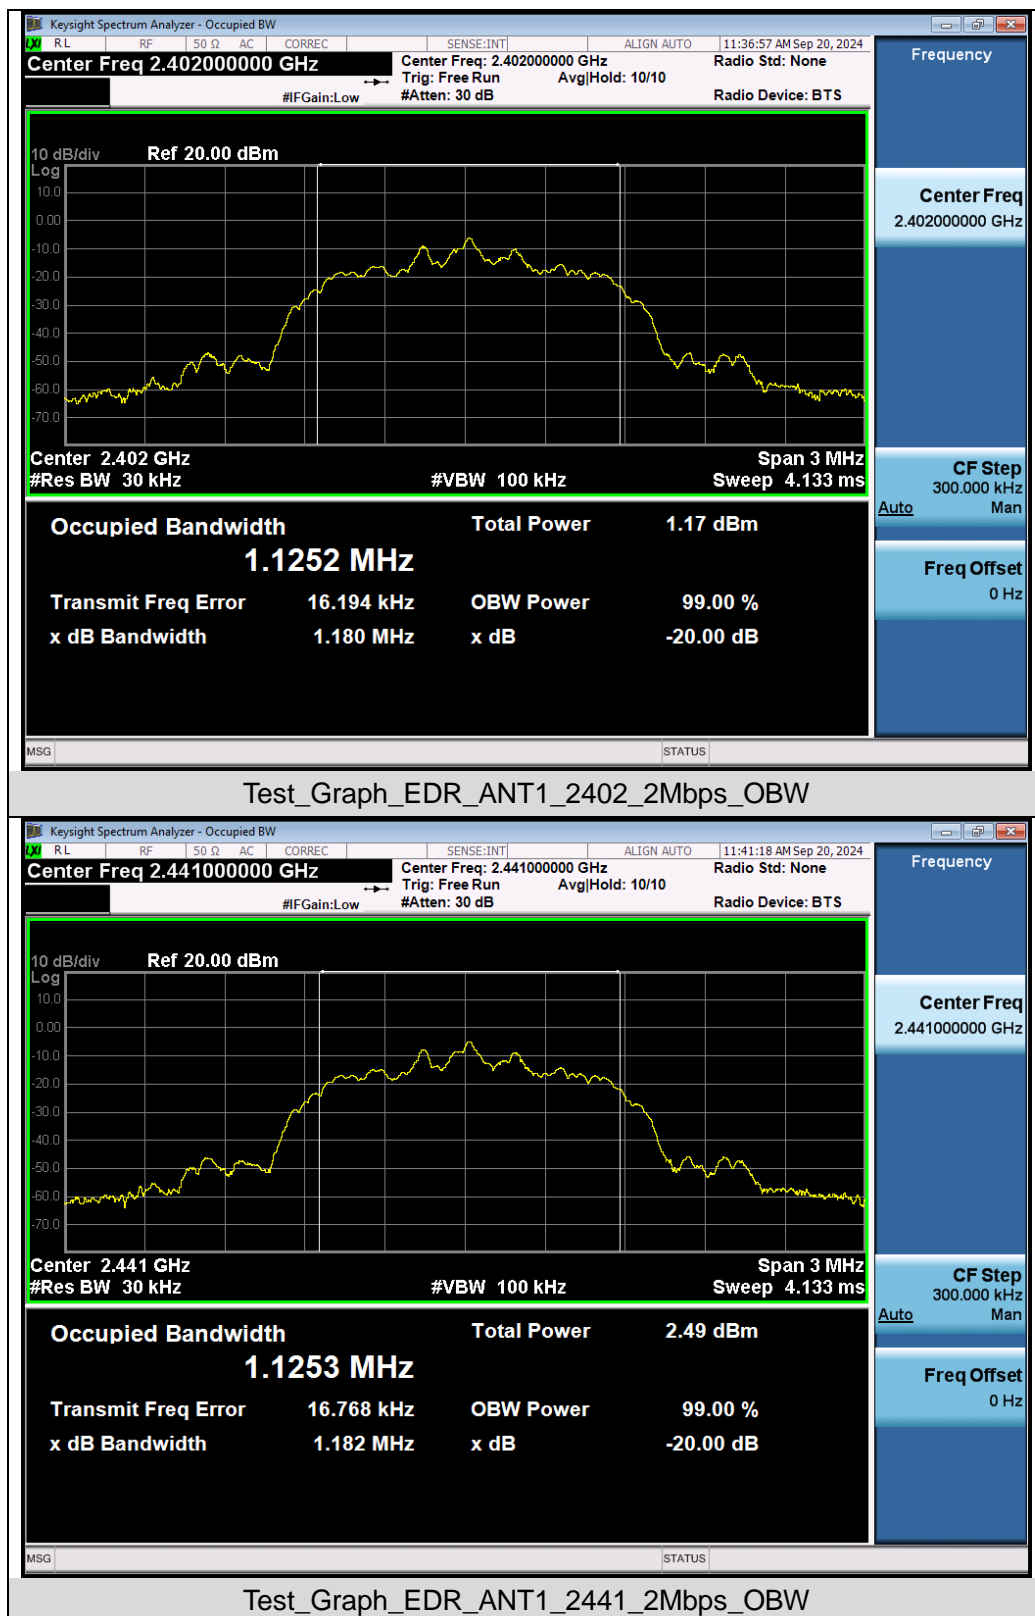 Keysight Spectrum Analyzer - Occupied BW
LXI RL RF 50 Ω AC CORREC SENSE:INT ALIGN AUTO 11:36:57 AM Sep 20, 2024
Center Freq 2.402000000 GHz
Center Freq: 2.402000000 GHz Radio Std: None
Trig: Free Run Avg|Hold: 10/10
#IFGain:Low #Atten: 30 dB Radio Device: BTS
Frequency
10 dB/div Ref 20.00 dBm
Log
10.0
0.00
-10.0
-20.0
-30.0
-40.0
-50.0
-60.0
-70.0
Center 2.402 GHz Span 3 MHz
#Res BW 30 kHz #VBW 100 kHz Sweep 4.133 ms
Center Freq
2.402000000 GHz
CF Step
300.000 kHz
Auto Man
Freq Offset
0 Hz
Occupied Bandwidth Total Power 1.17 dBm
1.1252 MHz
Transmit Freq Error 16.194 kHz OBW Power 99.00 %
x dB Bandwidth 1.180 MHz x dB -20.00 dB
MSG STATUS
Test_Graph_EDR_ANT1_2402_2Mbps_OBW
Keysight Spectrum Analyzer - Occupied BW
LXI RL RF 50 Ω AC CORREC SENSE:INT ALIGN AUTO 11:41:18 AM Sep 20, 2024
Center Freq 2.441000000 GHz
Center Freq: 2.441000000 GHz Radio Std: None
Trig: Free Run Avg|Hold: 10/10
#IFGain:Low #Atten: 30 dB Radio Device: BTS
Frequency
10 dB/div Ref 20.00 dBm
Log
10.0
0.00
-10.0
-20.0
-30.0
-40.0
-50.0
-60.0
-70.0
Center 2.441 GHz Span 3 MHz
#Res BW 30 kHz #VBW 100 kHz Sweep 4.133 ms
Center Freq
2.441000000 GHz
CF Step
300.000 kHz
Auto Man
Freq Offset
0 Hz
Occupied Bandwidth Total Power 2.49 dBm
1.1253 MHz
Transmit Freq Error 16.768 kHz OBW Power 99.00 %
x dB Bandwidth 1.182 MHz x dB -20.00 dB
MSG STATUS
Test_Graph_EDR_ANT1_2441_2Mbps_OBW